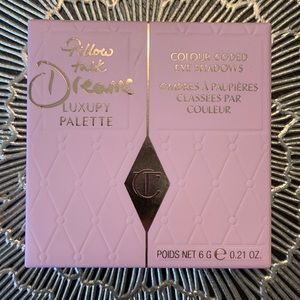 Pillow
talk
Dreams
LUXURY
PALETTE
COLOUR-CODED
EYE SHADOWS
OMBRES À PAUPIÈRES
CLASSÉES PAR
COULEUR
CT
POIDS NET 6 G ℮ 0.21 OZ.